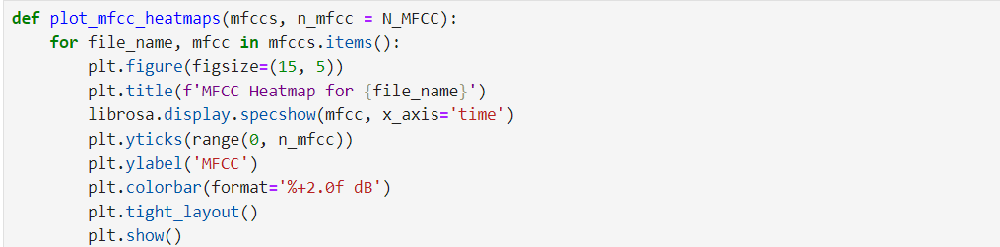 def plot_mfcc_heatmaps(mfccs, n_mfcc = N_MFCC):
    for file_name, mfcc in mfccs.items():
        plt.figure(figsize=(15, 5))
        plt.title(f'MFCC Heatmap for {file_name}')
        librosa.display.specshow(mfcc, x_axis='time')
        plt.yticks(range(0, n_mfcc))
        plt.ylabel('MFCC')
        plt.colorbar(format='%+2.0f dB')
        plt.tight_layout()
        plt.show()